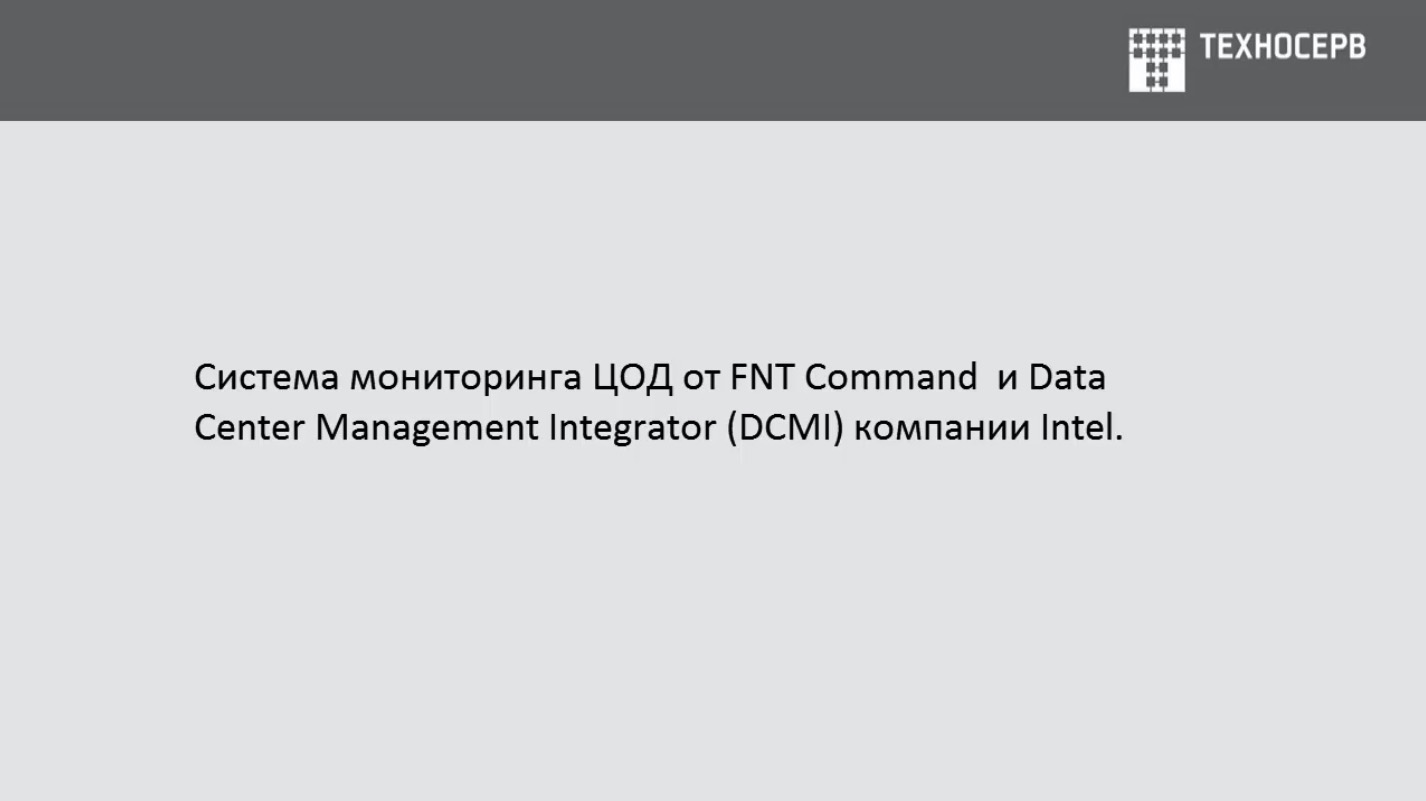 ТЕХНОСЕРВ
Система мониторинга ЦОД от FNT Command и Data
Center Management Integrator (DCMI) компании Intel.